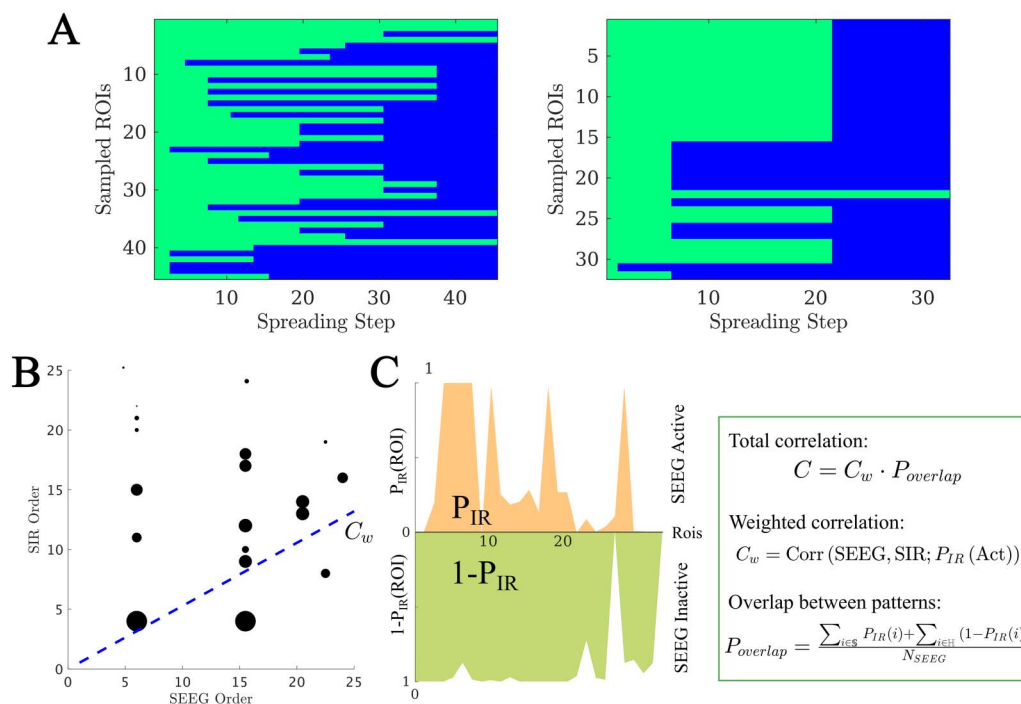 A
Sampled ROIs
10
20
30
40
10
20
30
40
Spreading Step
Sampled ROIs
5
10
15
20
25
30
10
20
30
Spreading Step
B
SIR Order
25
20
15
10
5
0
0
5
10
15
20
25
SEEG Order
C_w
C
1
P_IR(ROI)
0
P_IR
10
20
Rois
SEEG Active
1-P_IR(ROI)
1-P_IR
SEEG Inactive
1
0
Total correlation:
C = C_w · P_overlap
Weighted correlation:
C_w = Corr (SEEG, SIR; P_IR (Act))
Overlap between patterns:
P_overlap = (∑_{i∈𝕊} P_IR(i)+∑_{i∈ℍ} (1−P_IR(i) / N_SEEG